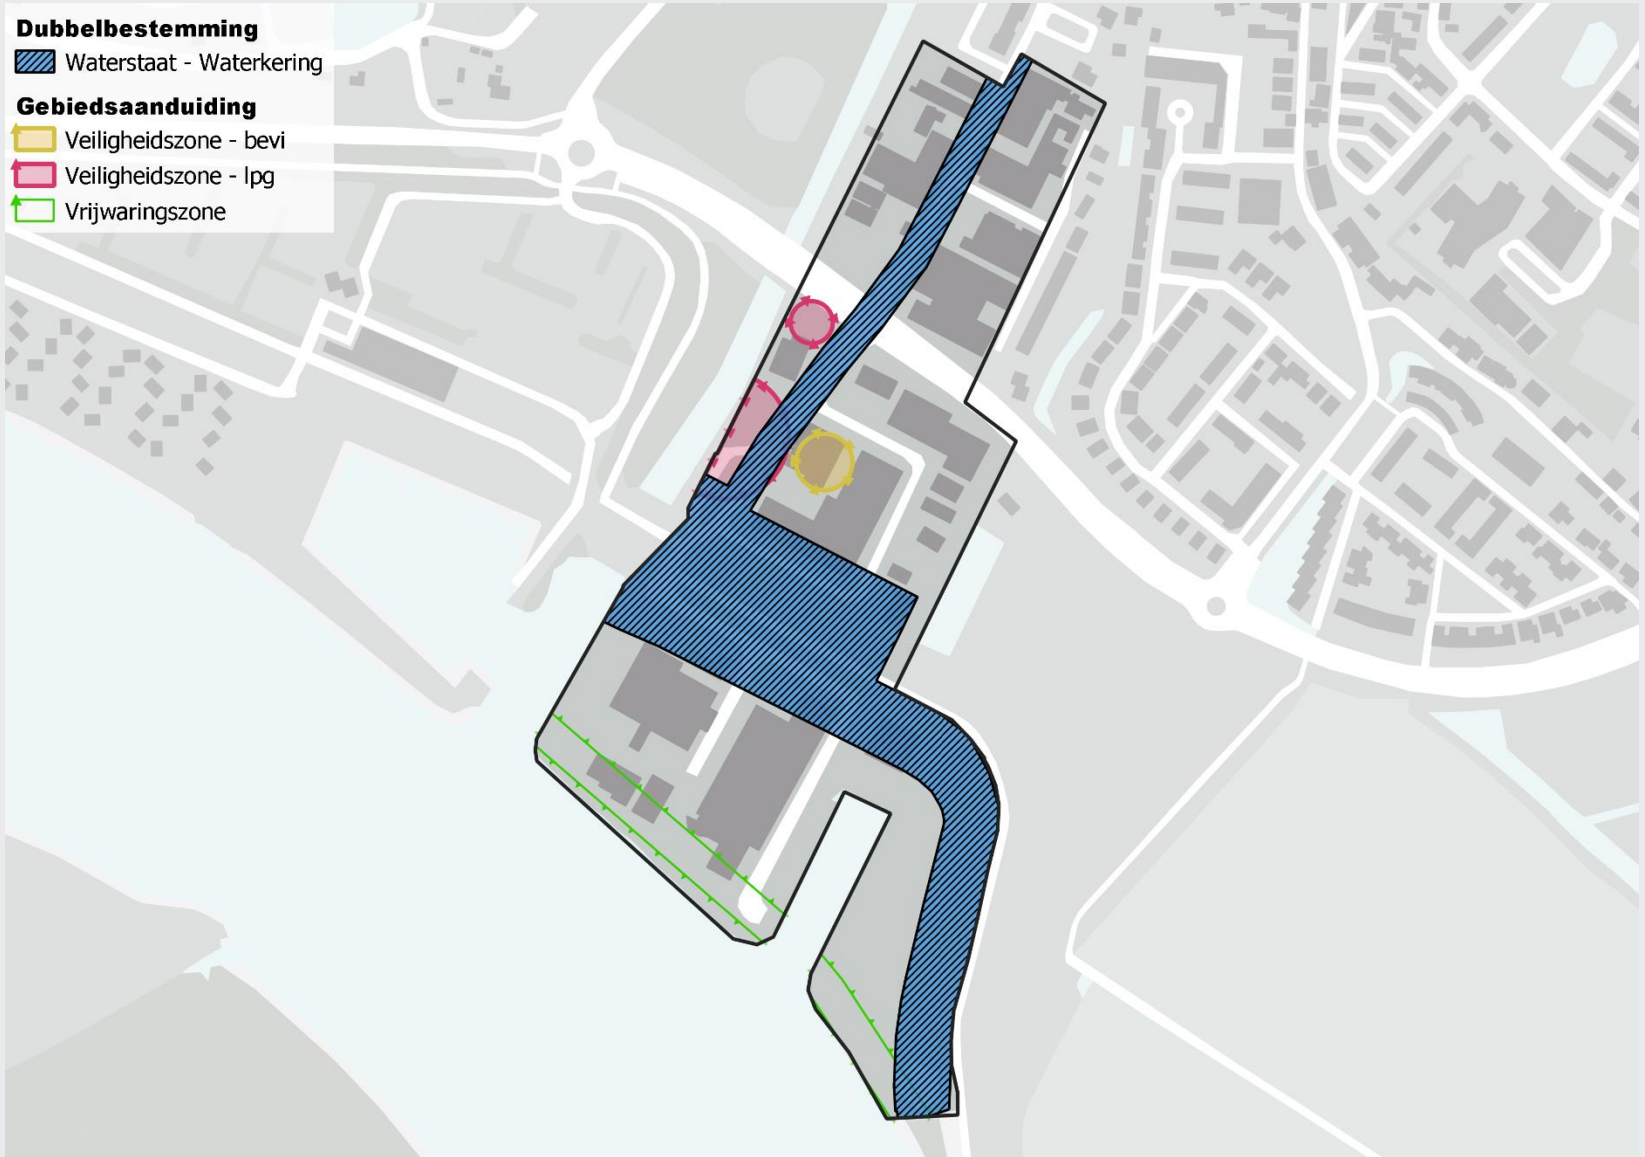 Dubbelbestemming
Waterstaat - Waterkering
Gebiedsaanduiding
Veiligheidszone - bevi
Veiligheidszone - lpg
Vrijwaringszone